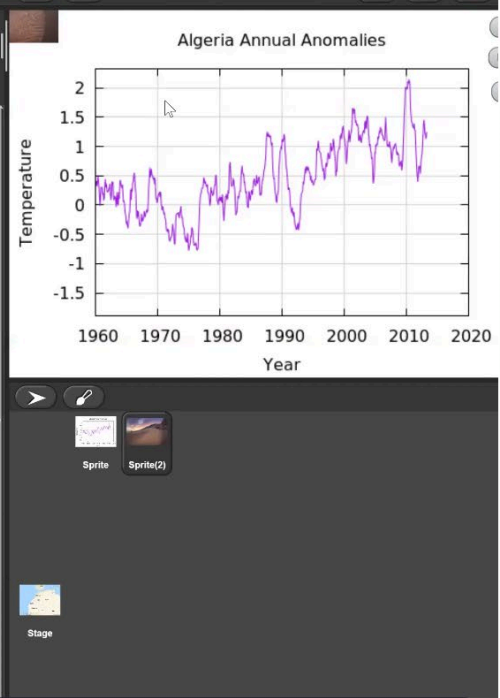 Algeria Annual Anomalies
2
1.5
1
0.5
0
-0.5
-1
-1.5
Temperature
1960 1970 1980 1990 2000 2010 2020
Year
Sprite Sprite(2)
Stage